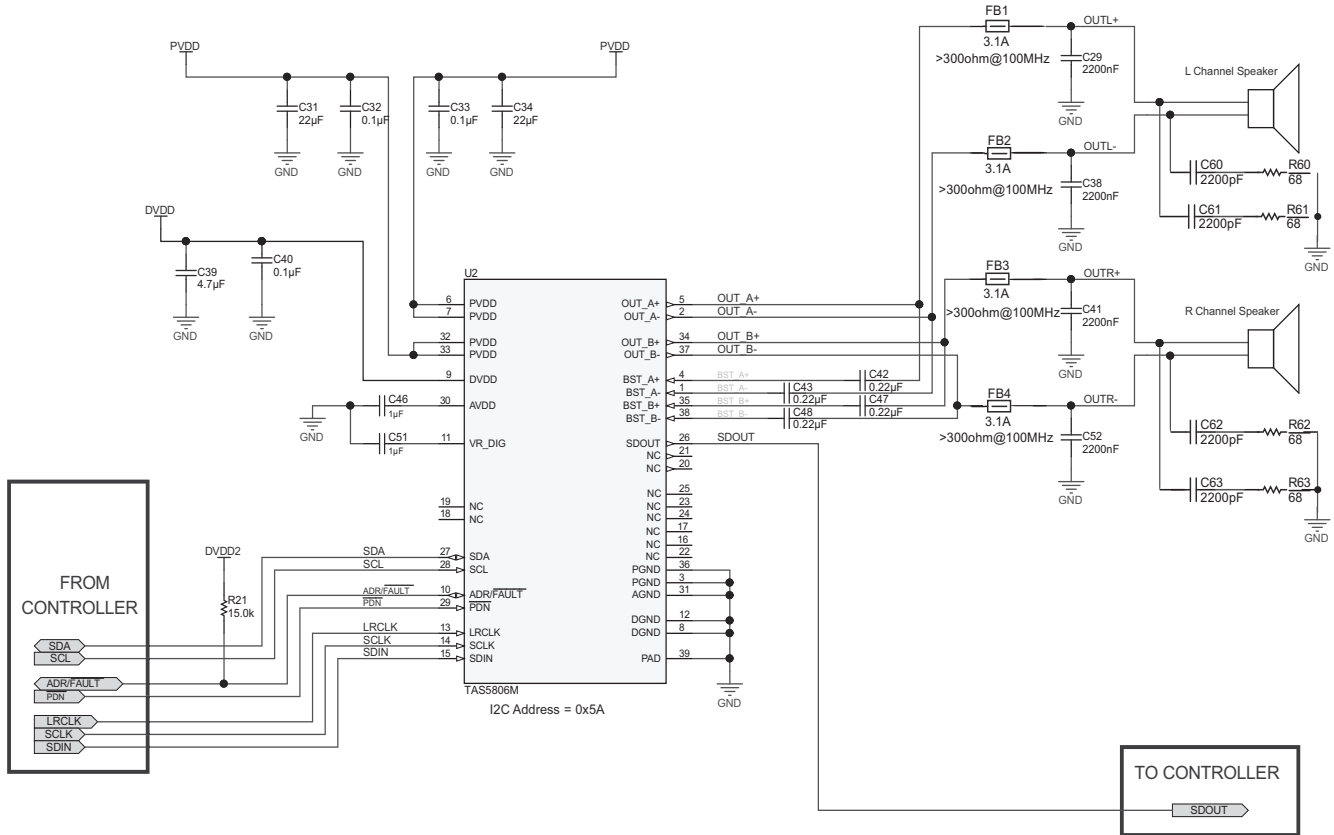 PVDD
PVDD
C31
22µF
C32
0.1µF
C33
0.1µF
C34
22µF
GND
GND
GND
GND
FB1
3.1A
>300ohm@100MHz
OUTL+
C29
2200nF
GND
L Channel Speaker
FB2
3.1A
>300ohm@100MHz
OUTL-
C38
2200nF
GND
C60
2200pF
R60
68
C61
2200pF
R61
68
GND
DVDD
C39
4.7µF
C40
0.1µF
GND
GND
FB3
3.1A
>300ohm@100MHz
OUTR+
C41
2200nF
GND
R Channel Speaker
FB4
3.1A
>300ohm@100MHz
OUTR-
C52
2200nF
GND
C62
2200pF
R62
68
C63
2200pF
R63
68
GND
U2
6 PVDD
7 PVDD
32 PVDD
33 PVDD
9 DVDD
30 AVDD
11 VR_DIG
19 NC
18 NC
SDA 27 SDA
SCL 28 SCL
ADR/FAULT 10 ADR/FAULT
PDN 29 PDN
LRCLK 13 LRCLK
SCLK 14 SCLK
SDIN 15 SDIN
OUT_A+ 5 OUT_A+
OUT_A- 2 OUT_A-
OUT_B+ 34 OUT_B+
OUT_B- 37 OUT_B-
BST_A+ 4 BST_A+
BST_A- 1 BST_A-
BST_B+ 35 BST_B+
BST_B- 38 BST_B-
SDOUT 26 SDOUT
NC 21
NC 20
NC 25
NC 23
NC 24
NC 17
NC 16
NC 22
PGND 36
PGND 3
AGND 31
DGND 12
DGND 8
PAD 39
GND
C42
0.22µF
C43
0.22µF
C47
0.22µF
C48
0.22µF
C46
1µF
C51
1µF
GND
TAS5806M
I2C Address = 0x5A
DVDD2
R21
15.0k
FROM
CONTROLLER
SDA
SCL
ADR/FAULT
PDN
LRCLK
SCLK
SDIN
TO CONTROLLER
SDOUT